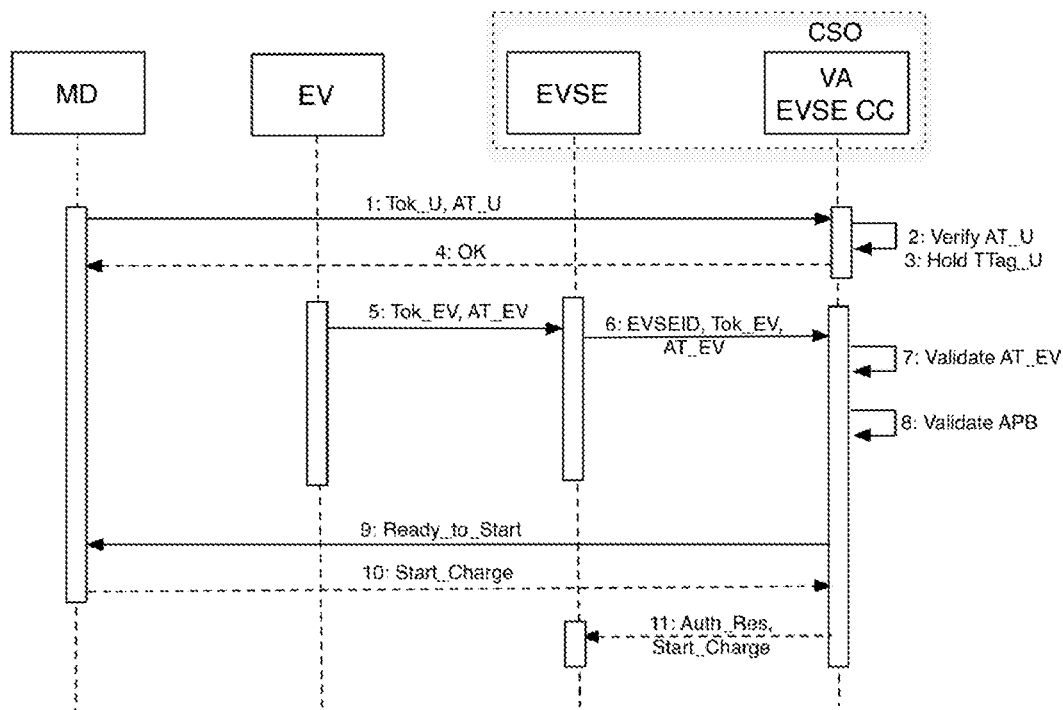 CSO
MD
EV
EVSE
VA
EVSE CC
1: Tok_U, AT_U
2: Verify AT_U
3: Hold TTag_U
4: OK
5: Tok_EV, AT_EV
6: EVSEID, Tok_EV,
AT_EV
7: Validate AT_EV
8: Validate APB
9: Ready_to_Start
10: Start_Charge
11: Auth_Res,
Start_Charge